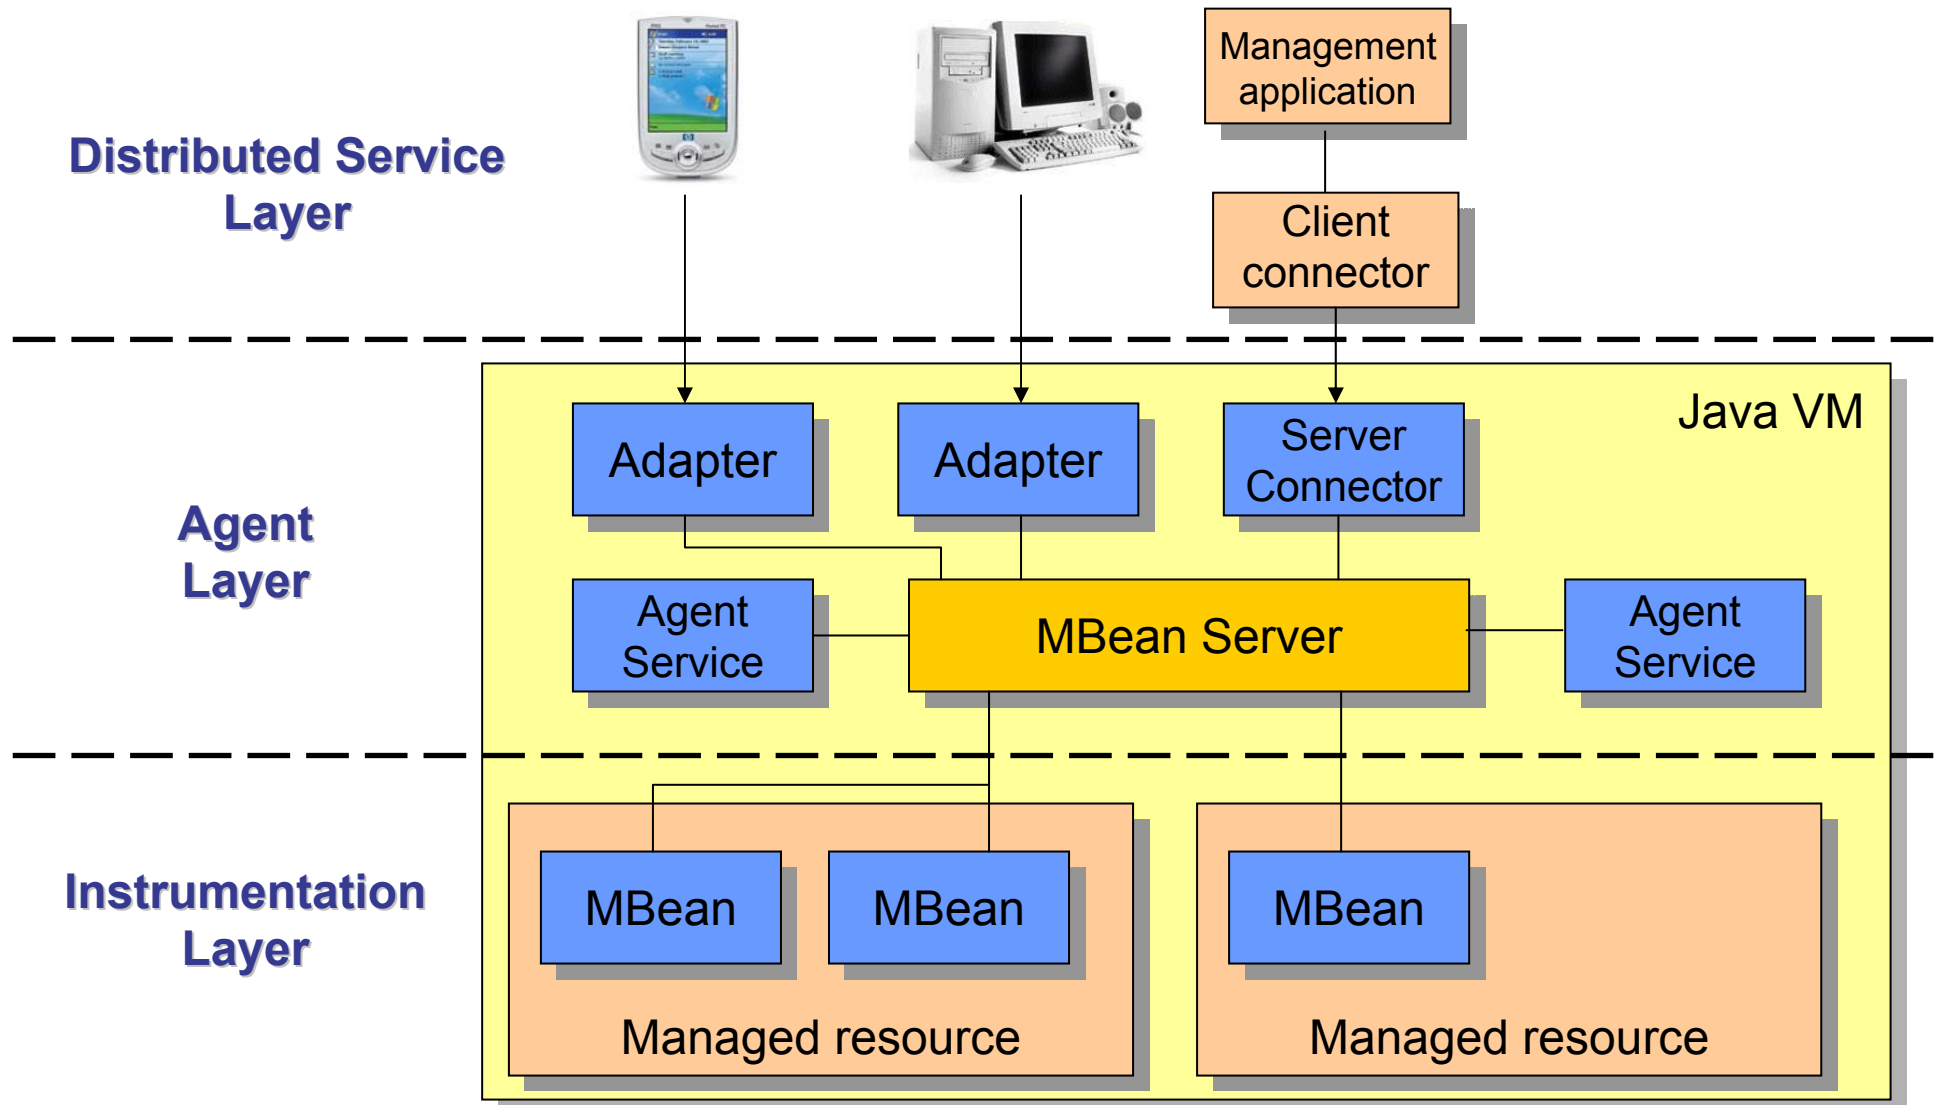 Management
application
Distributed Service
Layer
Client
connector
Java VM
Adapter
Adapter
Server
Connector
Agent
Layer
Agent
Service
MBean Server
Agent
Service
Instrumentation
Layer
MBean
MBean
MBean
Managed resource
Managed resource